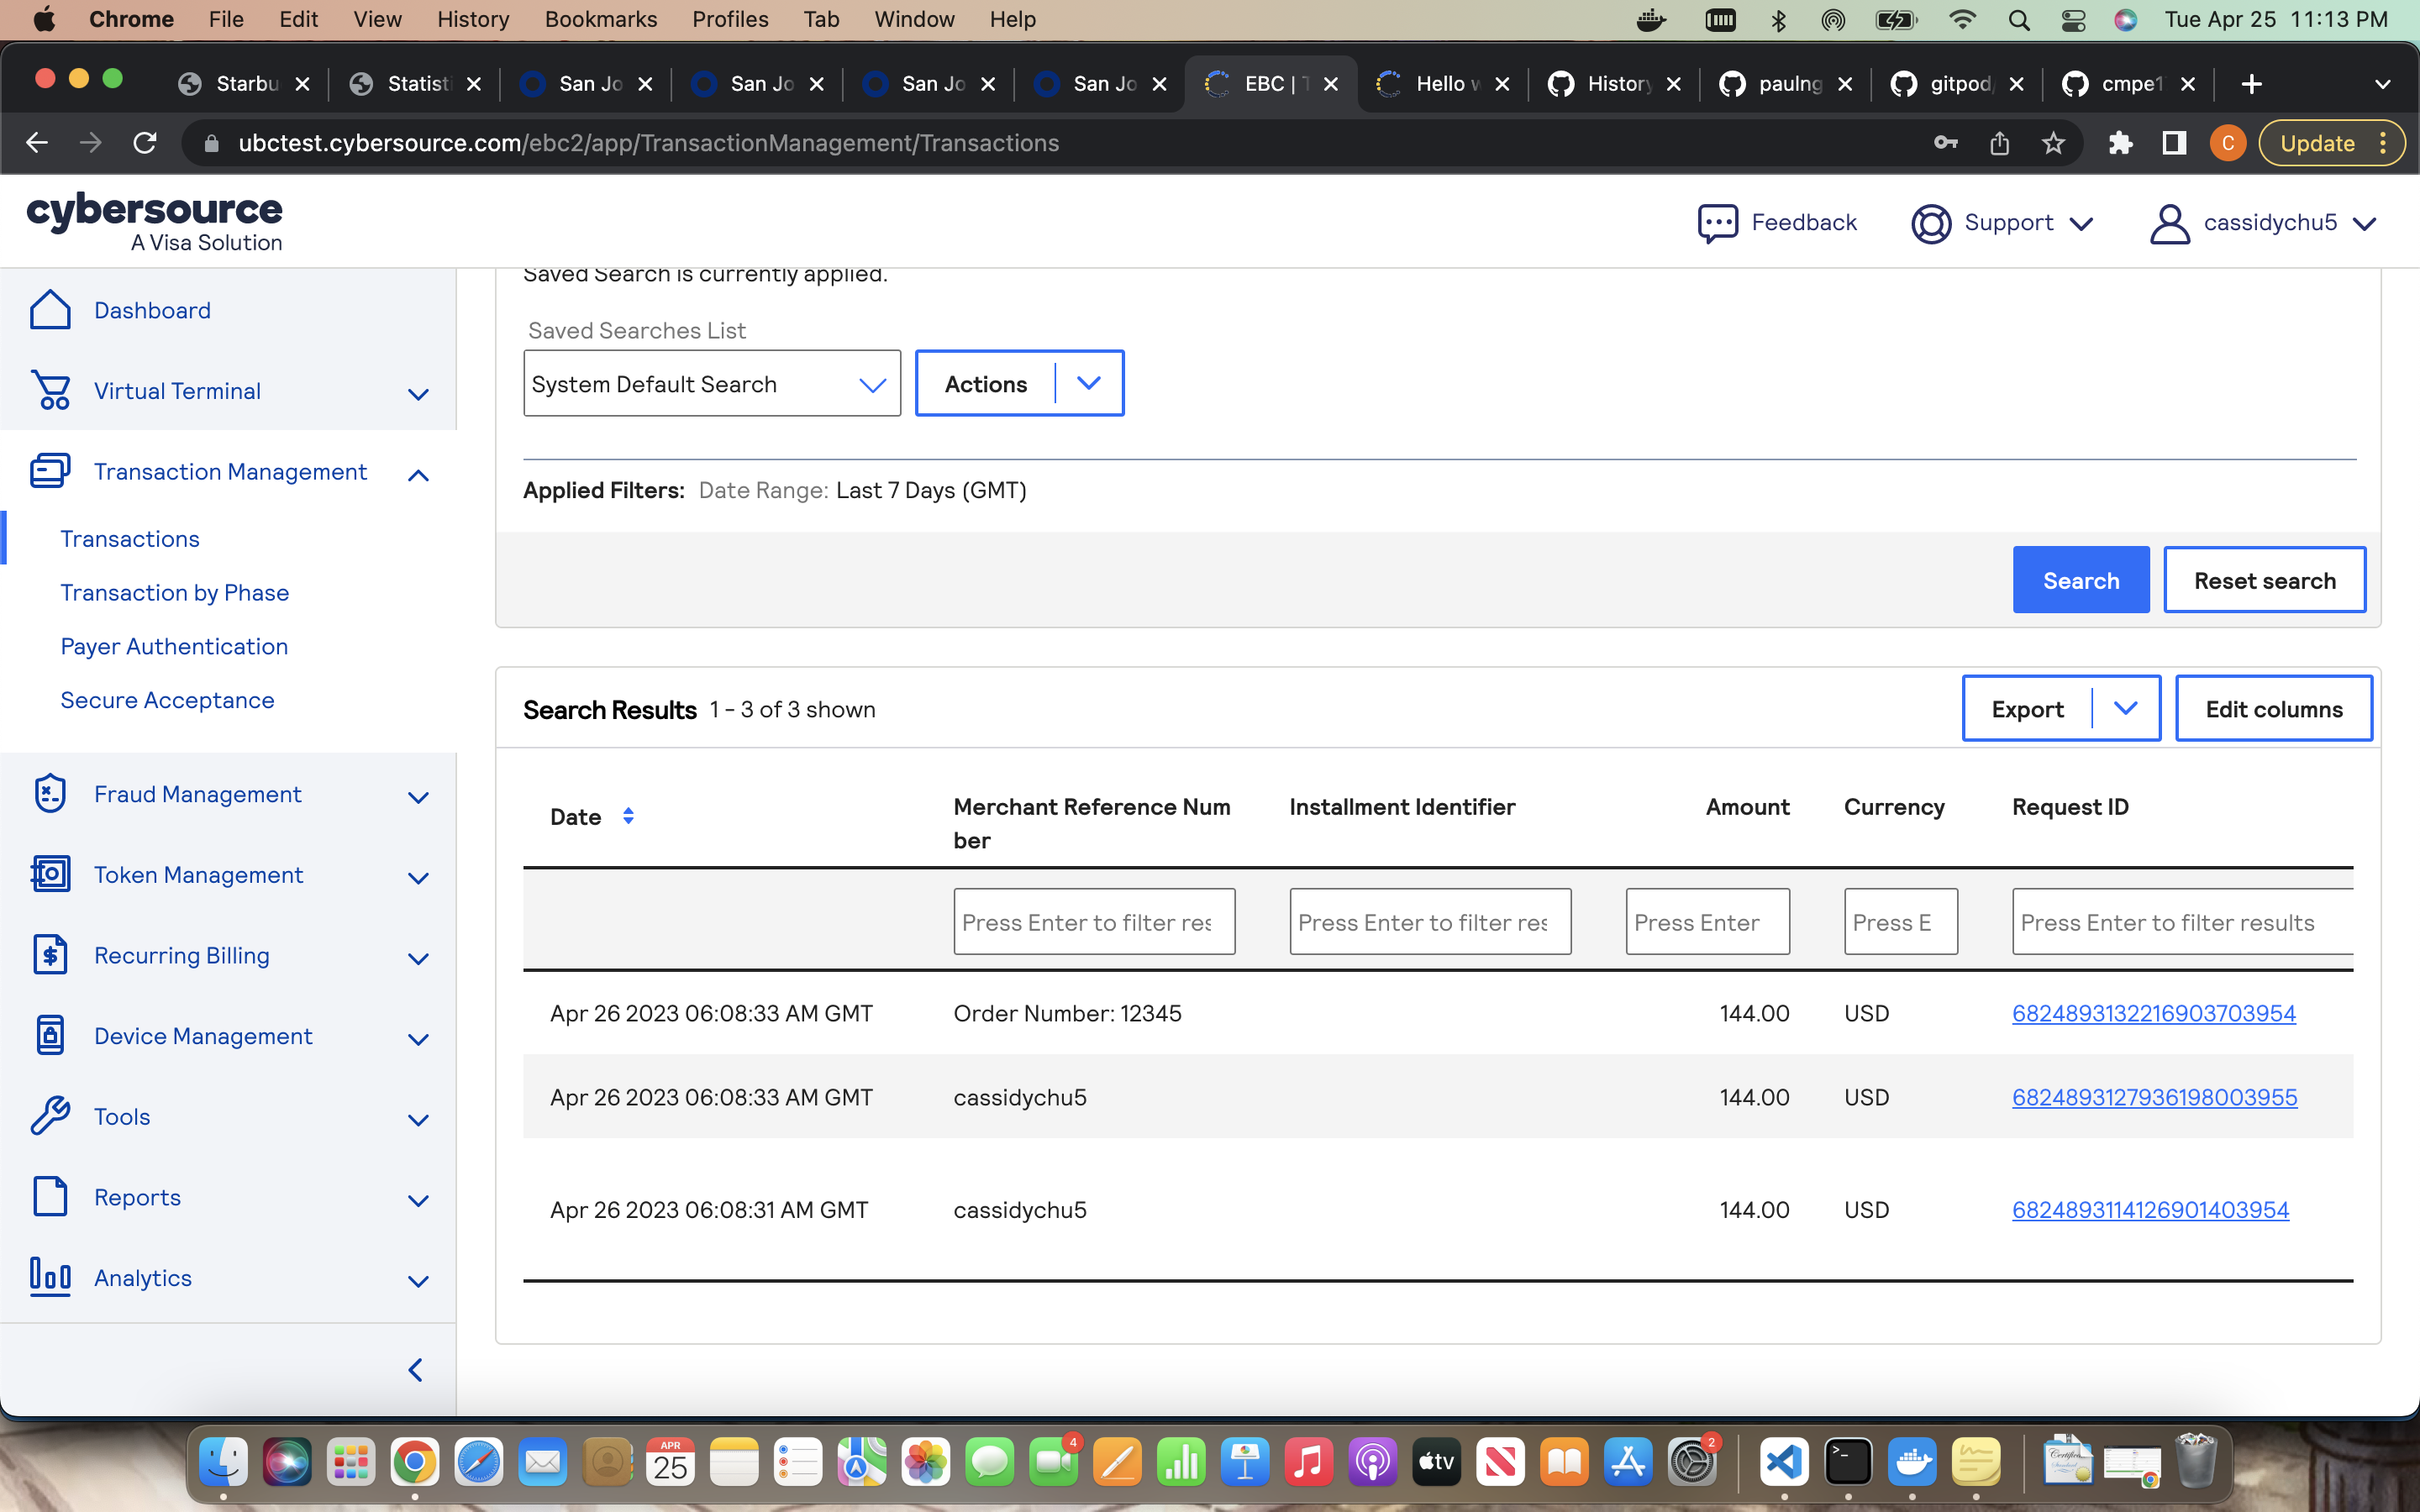 Chrome File Edit View History Bookmarks Profiles Tab Window Help Tue Apr 25 11:13 PM
Starbu Statisti San Jo San Jo San Jo San Jo EBC | T Hello w History paulng gitpod/ cmpe1
ubctest.cybersource.com/ebc2/app/TransactionManagement/Transactions C Update
cybersource
A Visa Solution
Feedback Support cassidychu5
Dashboard
Virtual Terminal
Transaction Management
Transactions
Transaction by Phase
Payer Authentication
Secure Acceptance
Fraud Management
Token Management
Recurring Billing
Device Management
Tools
Reports
Analytics
Saved Search is currently applied.
Saved Searches List
System Default Search Actions
Applied Filters: Date Range: Last 7 Days (GMT)
Search Reset search
Search Results 1 - 3 of 3 shown Export Edit columns
Date Merchant Reference Num
ber Installment Identifier Amount Currency Request ID
Press Enter to filter res Press Enter to filter res Press Enter Press E Press Enter to filter results
Apr 26 2023 06:08:33 AM GMT Order Number: 12345 144.00 USD 6824893132216903703954
Apr 26 2023 06:08:33 AM GMT cassidychu5 144.00 USD 6824893127936198003955
Apr 26 2023 06:08:31 AM GMT cassidychu5 144.00 USD 6824893114126901403954
APR
25
4
tv
2